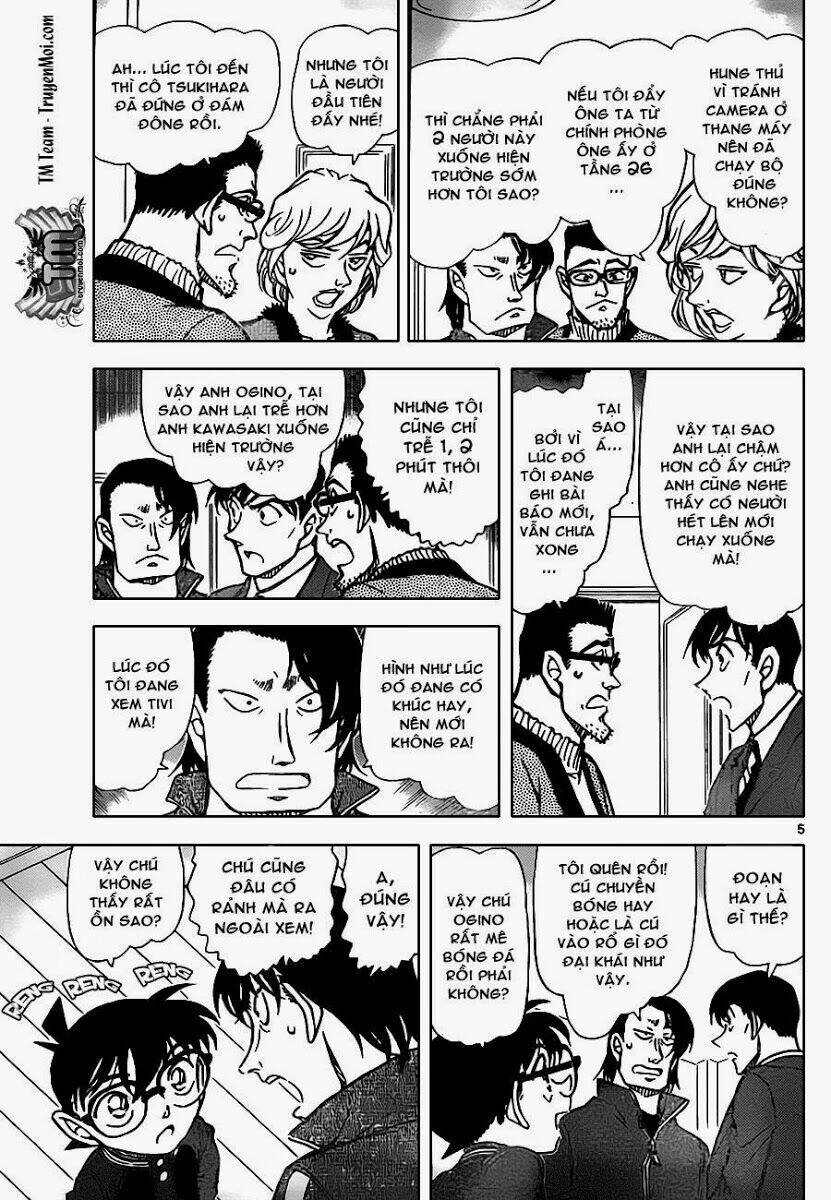 HUNG THỦ
VÌ TRÁNH
CAMERA Ở
THANG MÁY
NÊN ĐÃ
CHẠY BỘ
ĐÚNG
KHÔNG?
NẾU TÔI ĐẨY
ÔNG TA TỪ
CHÍNH PHÒNG
ÔNG ẤY Ở
TẦNG 26
...
THÌ CHẲNG PHẢI
2 NGƯỜI NÀY
XUỐNG HIỆN
TRƯỜNG SỚM
HƠN TÔI SAO?
NHƯNG TÔI
LÀ NGƯỜI
ĐẦU TIÊN
ĐẤY NHÉ!
AH... LÚC TÔI ĐẾN
THÌ CÔ TSUKIHARA
ĐÃ ĐỨNG Ở ĐÁM
ĐÔNG RỒI.
TM Team - TruyenMoi.com
TM
truyenmoi.com
VẬY TẠI SAO
ANH LẠI CHẬM
HƠN CÔ ẤY CHỨ?
ANH CŨNG NGHE
THẤY CÓ NGƯỜI
HÉT LÊN MỚI
CHẠY XUỐNG
MÀ!
TẠI
SAO
Á...
BỞI VÌ
LÚC ĐÓ
TÔI ĐANG
GHI BÀI
BÁO MỚI,
VẪN CHƯA
XONG
...
NHƯNG TÔI
CŨNG CHỈ
TRỄ 1, 2
PHÚT THÔI
MÀ!
VẬY ANH OGINO, TẠI
SAO ANH LẠI TRỄ HƠN
ANH KAWASAKI XUỐNG
HIỆN TRƯỜNG
VẬY?
HÌNH NHƯ LÚC
ĐÓ ĐANG CÓ
KHÚC HAY,
NÊN MỚI
KHÔNG RA!
LÚC ĐÓ
TÔI ĐANG
XEM TIVI
MÀ!
5
ĐOẠN
HAY LÀ
GÌ THẾ?
TÔI QUÊN RỒI!
CÚ CHUYỀN
BÓNG HAY
HOẶC LÀ CÚ
VÀO RỔ GÌ ĐÓ
ĐẠI KHÁI NHƯ
VẬY.
VẬY CHÚ
OGINO
RẤT MÊ
BÓNG ĐÁ
RỒI PHẢI
KHÔNG?
A,
ĐÚNG
VẬY!
CHÚ CŨNG
ĐÂU CÓ
RẢNH MÀ RA
NGOÀI XEM!
VẬY CHÚ
KHÔNG
THẤY RẤT
ỒN SAO?
RENG
RENG
RENG